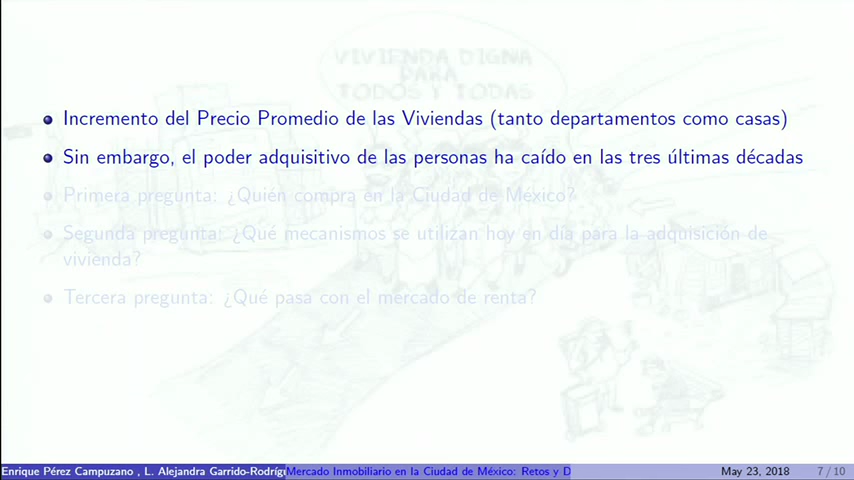 VIVIENDA DIGNA
PARA
TODOS Y TODAS
Incremento del Precio Promedio de las Viviendas (tanto departamentos como casas)
Sin embargo, el poder adquisitivo de las personas ha caído en las tres últimas décadas
Primera pregunta: ¿Quién compra en la Ciudad de México?
Segunda pregunta: ¿Qué mecanismos se utilizan hoy en día para la adquisición de
vivienda?
Tercera pregunta: ¿Qué pasa con el mercado de renta?
Enrique Pérez Campuzano , L. Alejandra Garrido-Rodríg Mercado Inmobiliario en la Ciudad de México: Retos y D May 23, 2018 7 / 10